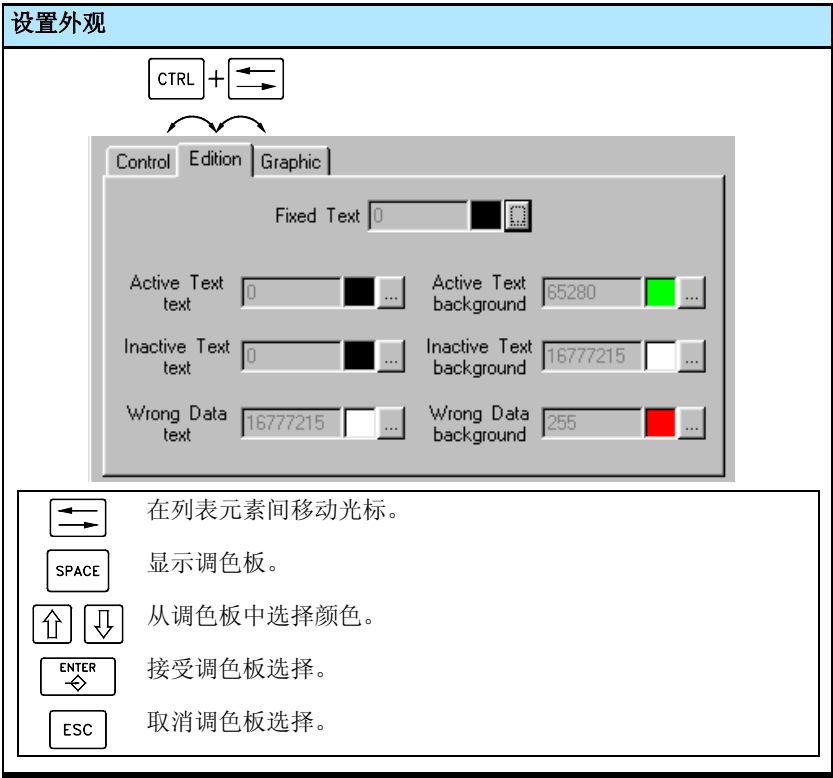 设置外观
CTRL +
Control Edition Graphic
Fixed Text 0
Active Text text 0 ... Active Text background 65280 ...
Inactive Text text 0 ... Inactive Text background 16777215 ...
Wrong Data text 16777215 ... Wrong Data background 255 ...
在列表元素间移动光标。
SPACE 显示调色板。
从调色板中选择颜色。
ENTER 接受调色板选择。
ESC 取消调色板选择。